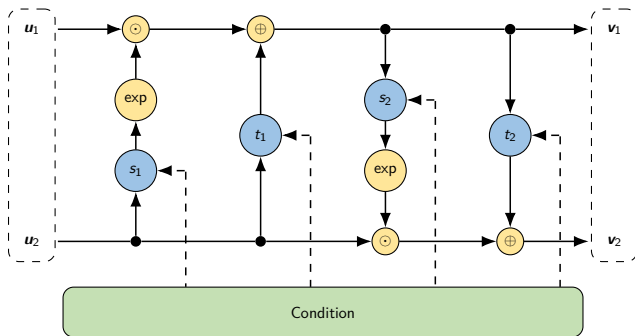 u1 ⊙ ⊕ v1
exp s2
t1 t2
s1 exp
u2 ⊙ ⊕ v2
Condition